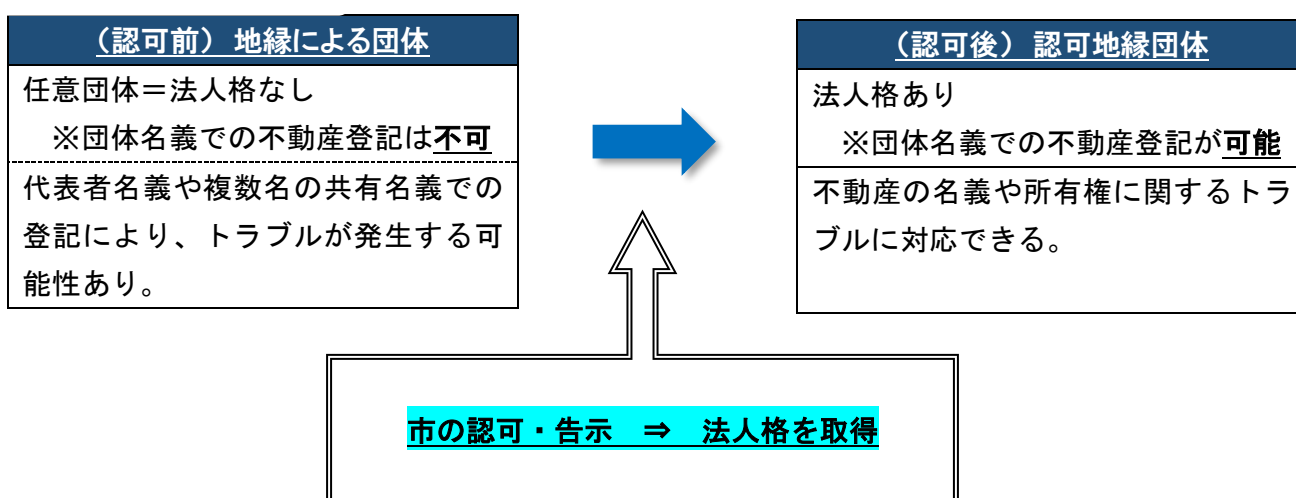 （認可前）地縁による団体
任意団体＝法人格なし
※団体名義での不動産登記は不可
代表者名義や複数名の共有名義での
登記により、トラブルが発生する可
能性あり。
（認可後）認可地縁団体
法人格あり
※団体名義での不動産登記が可能
不動産の名義や所有権に関するトラ
ブルに対応できる。
市の認可・告示　⇒　法人格を取得